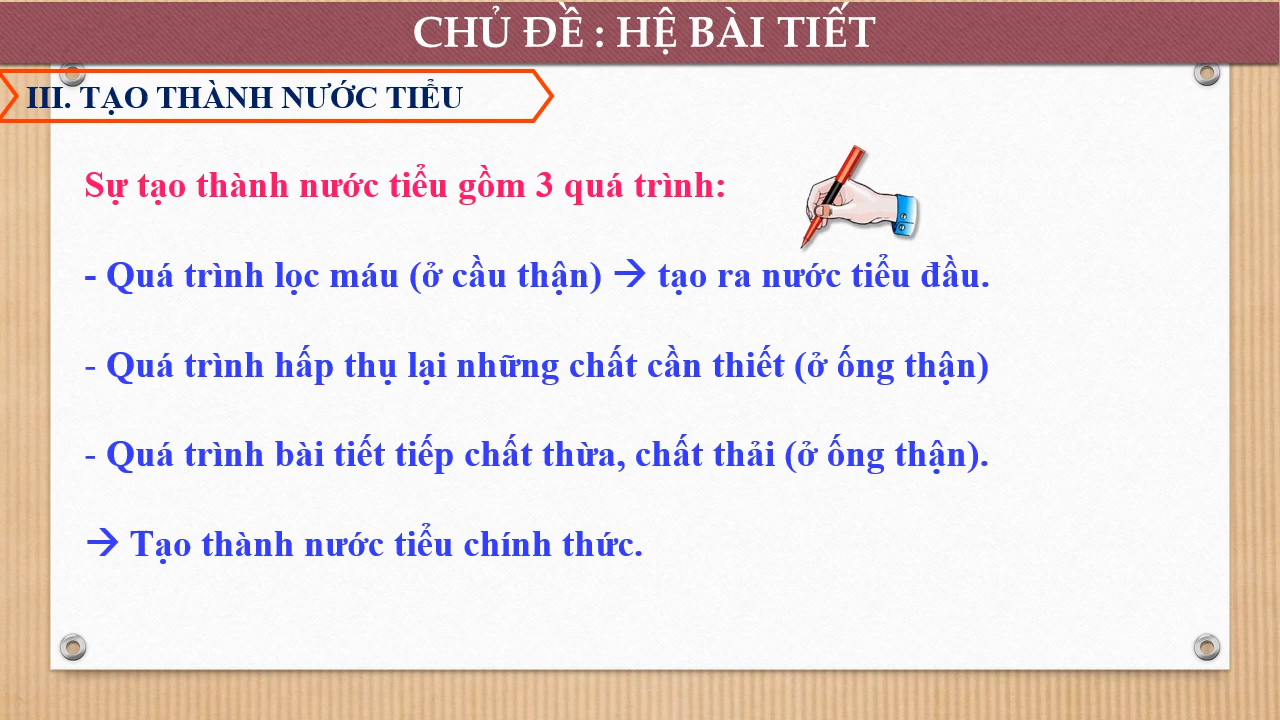 CHỦ ĐỀ : HỆ BÀI TIẾT
III. TẠO THÀNH NƯỚC TIỂU
Sự tạo thành nước tiểu gồm 3 quá trình:
- Quá trình lọc máu (ở cầu thận) → tạo ra nước tiểu đầu.
- Quá trình hấp thụ lại những chất cần thiết (ở ống thận)
- Quá trình bài tiết tiếp chất thừa, chất thải (ở ống thận).
→ Tạo thành nước tiểu chính thức.